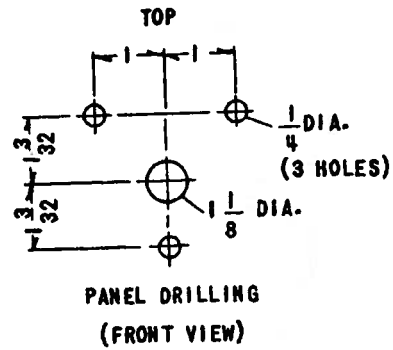 TOP
1 1
1 3/32
1/4 DIA.
(3 HOLES)
1 3/32
1 1/8 DIA.
PANEL DRILLING
(FRONT VIEW)